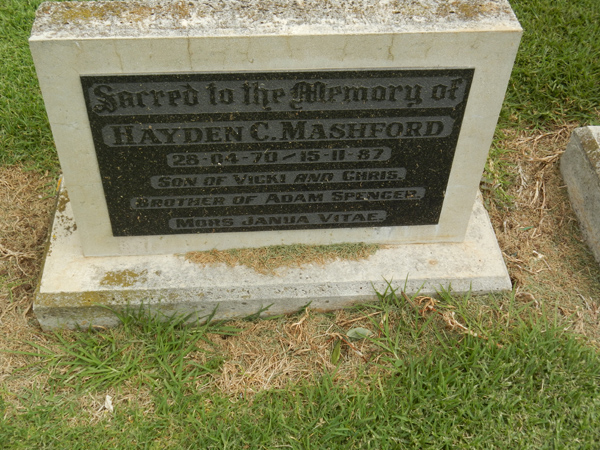 Sacred to the Memory of
HAYDEN C. MASHFORD
28-04-70 / 15-11-87
SON OF VICKI AND CHRIS.
BROTHER OF ADAM SPENCER.
MORS JANUA VITAE.